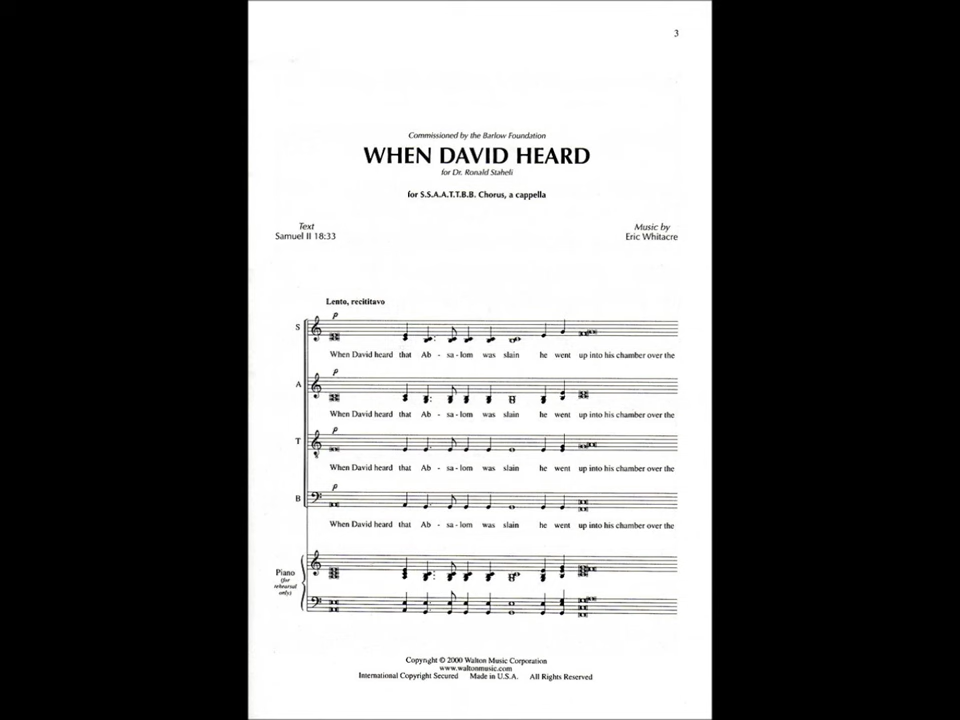 3
Commissioned by the Barlow Foundation
WHEN DAVID HEARD
for Dr. Ronald Staheli
for S.S.A.A.T.T.B.B. Chorus, a cappella
Text
Samuel II 18:33
Music by
Eric Whitacre
Lento, recititavo
p
S
When David heard that Ab - sa - lom was slain he went up into his chamber over the
p
A
When David heard that Ab - sa - lom was slain he went up into his chamber over the
p
T
When David heard that Ab - sa - lom was slain he went up into his chamber over the
p
B
When David heard that Ab - sa - lom was slain he went up into his chamber over the
Piano
(for
rehearsal
only)
Copyright © 2000 Walton Music Corporation
www.waltonmusic.com
International Copyright Secured Made in U.S.A. All Rights Reserved